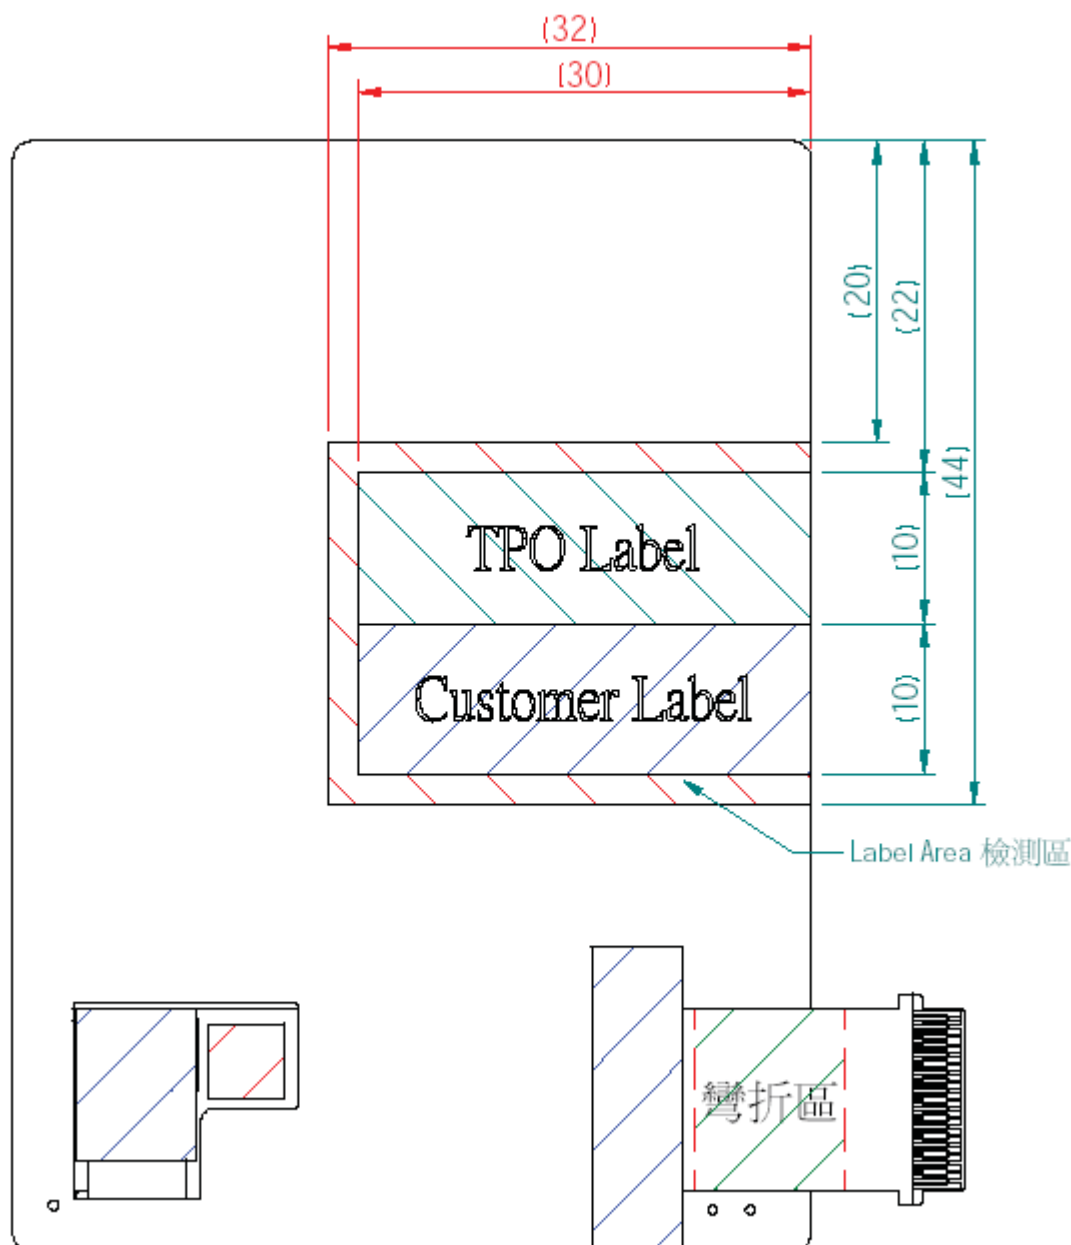 (32)
(30)
(20)
(22)
(44)
TPO Label
(10)
Customer Label
(10)
Label Area 檢測區
彎折區